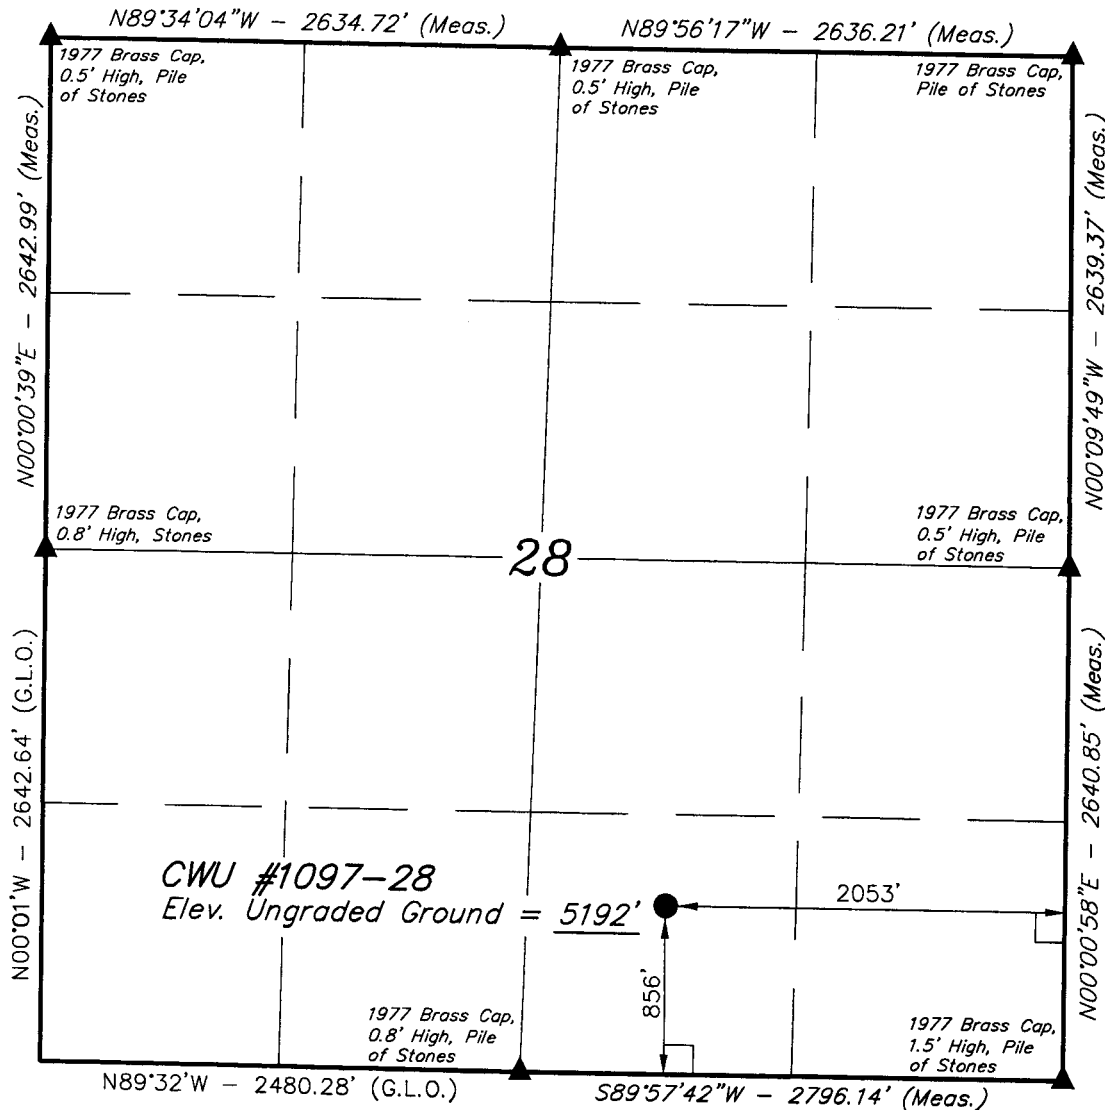 N89°34'04"W - 2634.72' (Meas.)
N89°56'17"W - 2636.21' (Meas.)
1977 Brass Cap,
0.5' High, Pile
of Stones
1977 Brass Cap,
0.5' High, Pile
of Stones
1977 Brass Cap,
Pile of Stones
N00°00'39"E - 2642.99' (Meas.)
N00°09'49"W - 2639.37' (Meas.)
1977 Brass Cap,
0.8' High, Stones
1977 Brass Cap,
0.5' High, Pile
of Stones
28
N00°01'W - 2642.64' (G.L.O.)
N00°00'58"E - 2640.85' (Meas.)
CWU #1097-28
Elev. Ungraded Ground = 5192'
2053'
856'
1977 Brass Cap,
0.8' High, Pile
of Stones
1977 Brass Cap,
1.5' High, Pile
of Stones
N89°32'W - 2480.28' (G.L.O.)
S89°57'42"W - 2796.14' (Meas.)